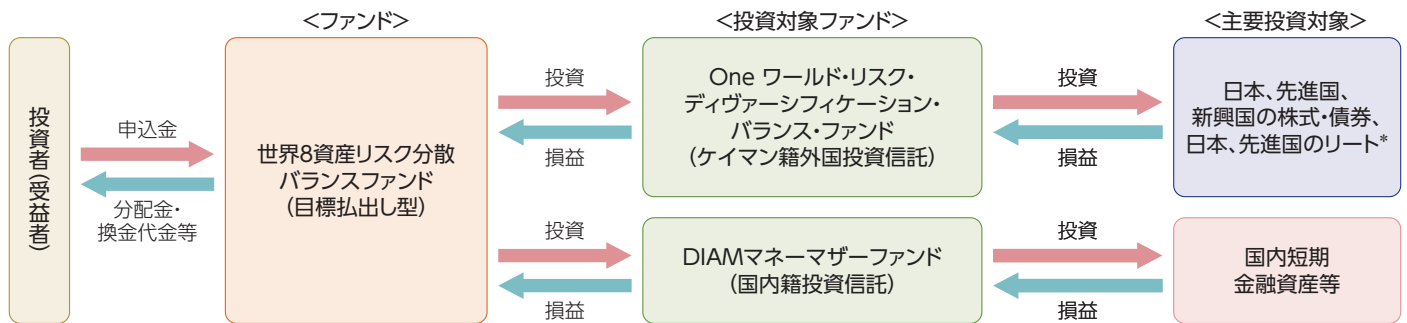 <ファンド>
<投資対象ファンド>
<主要投資対象>
投資者(受益者)
申込金
分配金・
換金代金等
世界8資産リスク分散
バランスファンド
(目標払出し型)
投資
損益
One ワールド・リスク・
ディヴァーシフィケーション・
バランス・ファンド
(ケイマン籍外国投資信託)
投資
損益
日本、先進国、
新興国の株式・債券、
日本、先進国のリート*
投資
損益
DIAMマネーマザーファンド
(国内籍投資信託)
投資
損益
国内短期
金融資産等